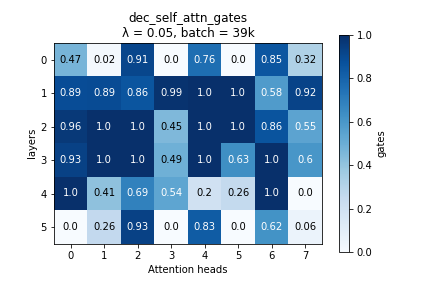 dec_self_attn_gates
λ = 0.05, batch = 39k
0 0.47 0.02 0.91 0.0 0.76 0.0 0.85 0.32
1 0.89 0.89 0.86 0.99 1.0 1.0 0.58 0.92
2 0.96 1.0 1.0 0.45 1.0 1.0 0.86 0.55
3 0.93 1.0 1.0 0.49 1.0 0.63 1.0 0.6
4 1.0 0.41 0.69 0.54 0.2 0.26 1.0 0.0
5 0.0 0.26 0.93 0.0 0.83 0.0 0.62 0.06
0 1 2 3 4 5 6 7
Attention heads
layers
1.0
0.8
0.6
0.4
0.2
0.0
gates